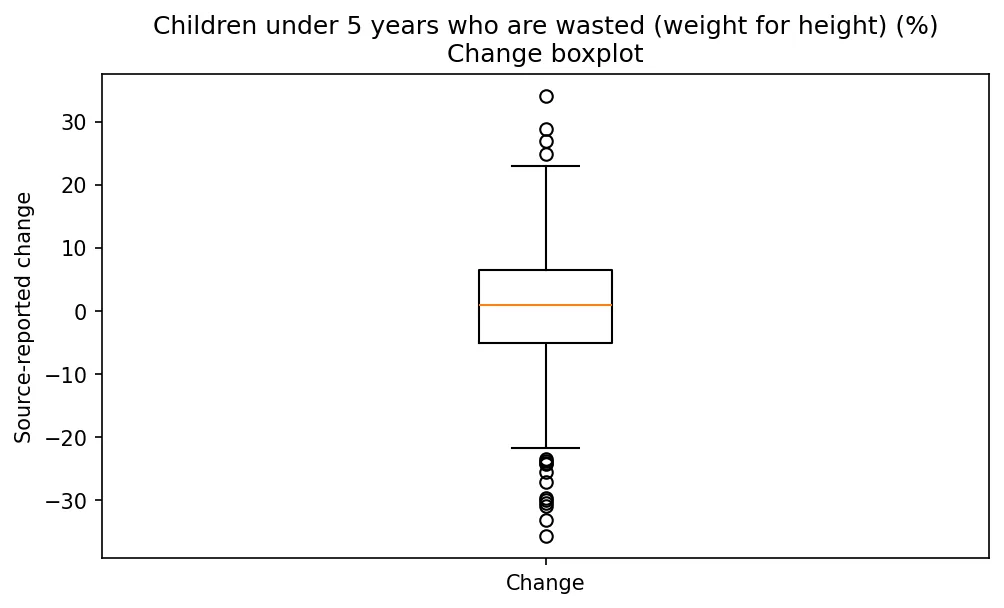 Children under 5 years who are wasted (weight for height) (%)
Change boxplot
Source-reported change
30
20
10
0
−10
−20
−30
Change